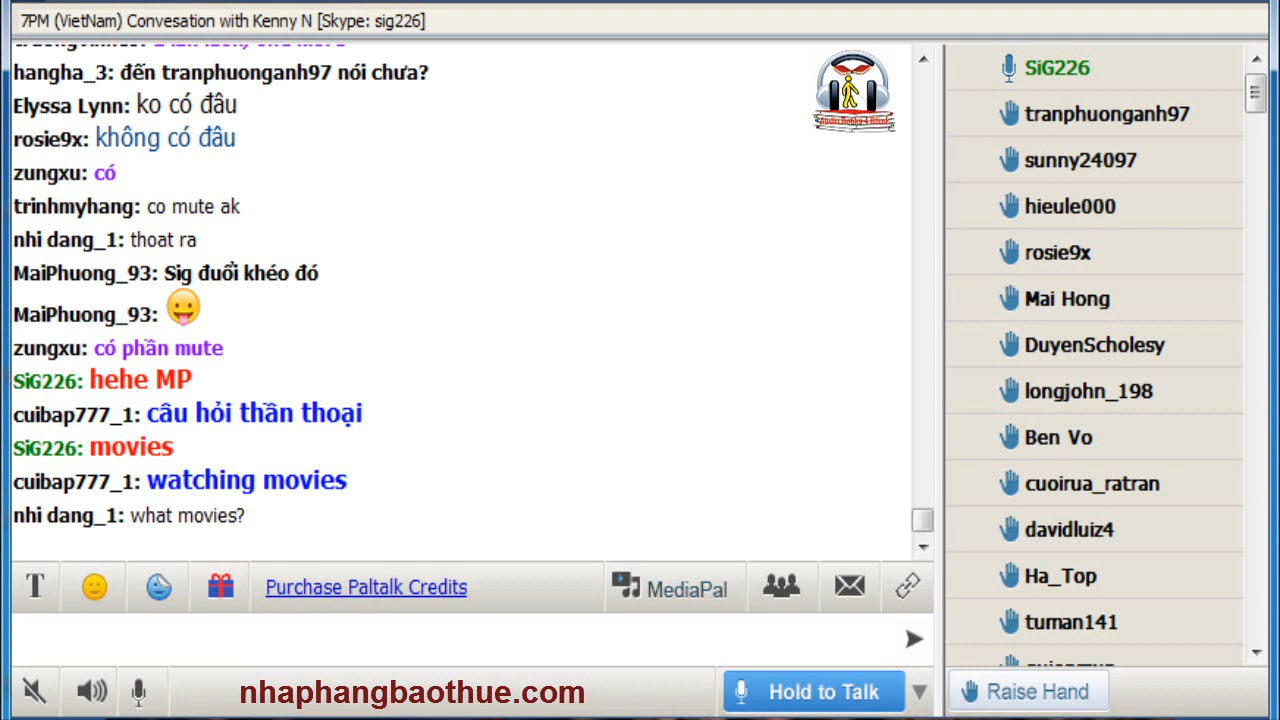 7PM (VietNam) Convesation with Kenny N [Skype: sig226]
hangha_3: đến tranphuonganh97 nói chưa?
Elyssa Lynn: ko có đâu
rosie9x: không có đâu
zungxu: có
trinhmyhang: co mute ak
nhi dang_1: thoat ra
MaiPhuong_93: Sig đuổi khéo đó
MaiPhuong_93:
zungxu: có phần mute
SiG226: hehe MP
cuibap777_1: câu hỏi thần thoại
SiG226: movies
cuibap777_1: watching movies
nhi dang_1: what movies?
T
Purchase Paltalk Credits
MediaPal
nhaphangbaothue.com
Hold to Talk
SiG226
tranphuonganh97
sunny24097
hieule000
rosie9x
Mai Hong
DuyenScholesy
longjohn_198
Ben Vo
cuoirua_ratran
davidluiz4
Ha_Top
tuman141
Raise Hand